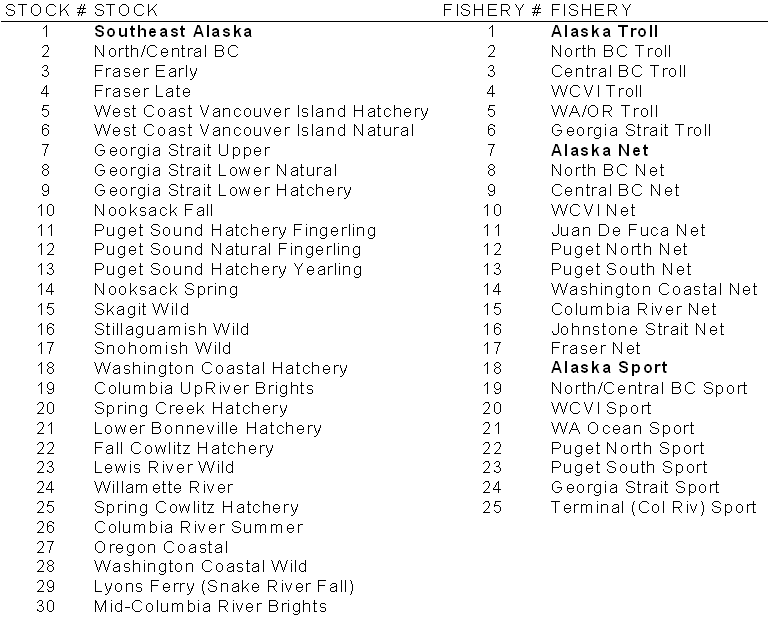 STOCK # STOCK FISHERY # FISHERY
1 Southeast Alaska 1 Alaska Troll
2 North/Central BC 2 North BC Troll
3 Fraser Early 3 Central BC Troll
4 Fraser Late 4 WCVI Troll
5 West Coast Vancouver Island Hatchery 5 WA/OR Troll
6 West Coast Vancouver Island Natural 6 Georgia Strait Troll
7 Georgia Strait Upper 7 Alaska Net
8 Georgia Strait Lower Natural 8 North BC Net
9 Georgia Strait Lower Hatchery 9 Central BC Net
10 Nooksack Fall 10 WCVI Net
11 Puget Sound Hatchery Fingerling 11 Juan De Fuca Net
12 Puget Sound Natural Fingerling 12 Puget North Net
13 Puget Sound Hatchery Yearling 13 Puget South Net
14 Nooksack Spring 14 Washington Coastal Net
15 Skagit Wild 15 Columbia River Net
16 Stillaguamish Wild 16 Johnstone Strait Net
17 Snohomish Wild 17 Fraser Net
18 Washington Coastal Hatchery 18 Alaska Sport
19 Columbia UpRiver Brights 19 North/Central BC Sport
20 Spring Creek Hatchery 20 WCVI Sport
21 Lower Bonneville Hatchery 21 WA Ocean Sport
22 Fall Cowlitz Hatchery 22 Puget North Sport
23 Lewis River Wild 23 Puget South Sport
24 Willamette River 24 Georgia Strait Sport
25 Spring Cowlitz Hatchery 25 Terminal (Col Riv) Sport
26 Columbia River Summer
27 Oregon Coastal
28 Washington Coastal Wild
29 Lyons Ferry (Snake River Fall)
30 Mid-Columbia River Brights